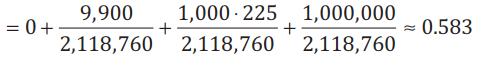 = 0 + 9,900/2,118,760 + 1,000 · 225/2,118,760 + 1,000,000/2,118,760 ≈ 0.583